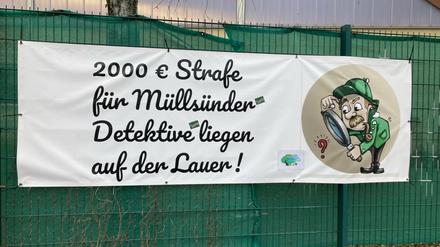 2000 € Strafe
für Müllsünder
Detektive liegen
auf der Lauer!
?